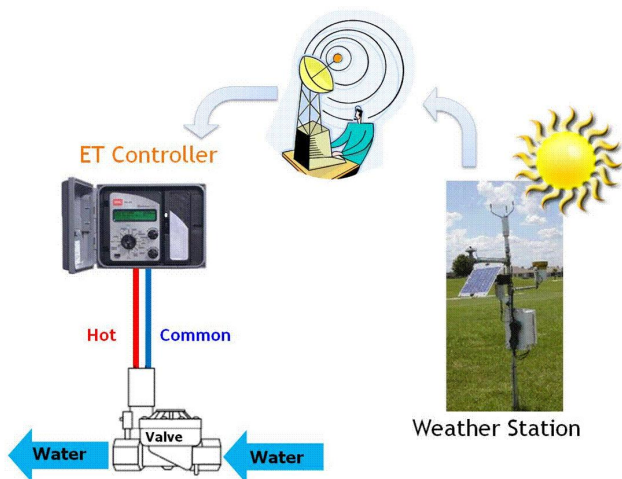 ET Controller
Hot
Common
Valve
Water
Water
Weather Station